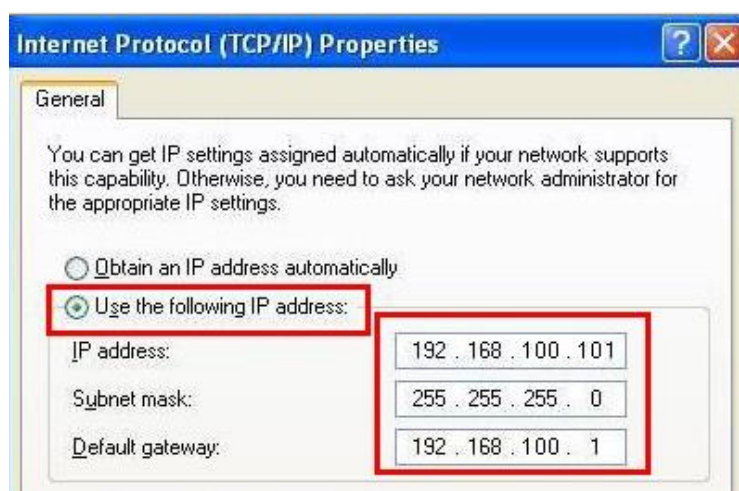 Internet Protocol (TCP/IP) Properties
General
You can get IP settings assigned automatically if your network supports
this capability. Otherwise, you need to ask your network administrator for
the appropriate IP settings.
Obtain an IP address automatically
Use the following IP address:
IP address: 192 . 168 . 100 . 101
Subnet mask: 255 . 255 . 255 . 0
Default gateway: 192 . 168 . 100 . 1